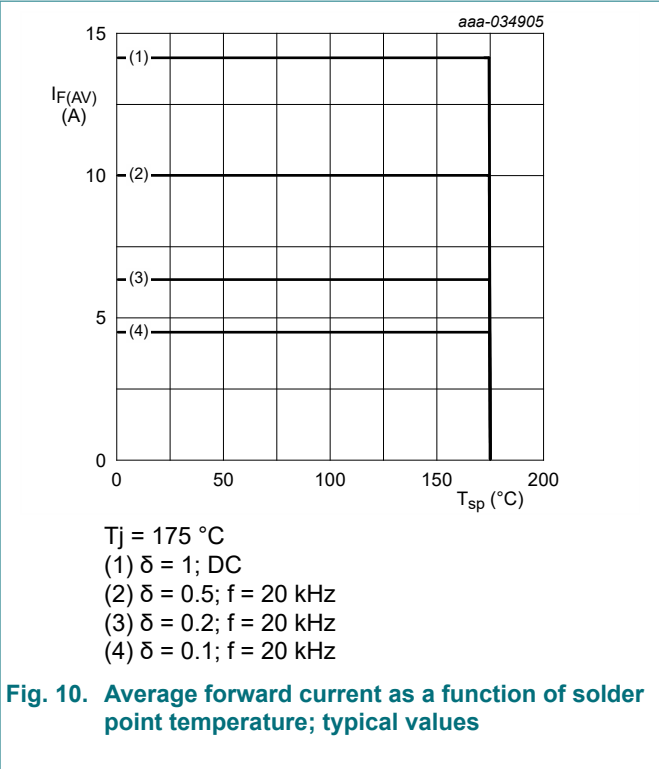 aaa-034905
15
(1)
IF(AV)
(A)
10
(2)
(3)
5
(4)
0
0 50 100 150 200
Tsp (°C)
Tj = 175 °C
(1) δ = 1; DC
(2) δ = 0.5; f = 20 kHz
(3) δ = 0.2; f = 20 kHz
(4) δ = 0.1; f = 20 kHz
Fig. 10. Average forward current as a function of solder
point temperature; typical values